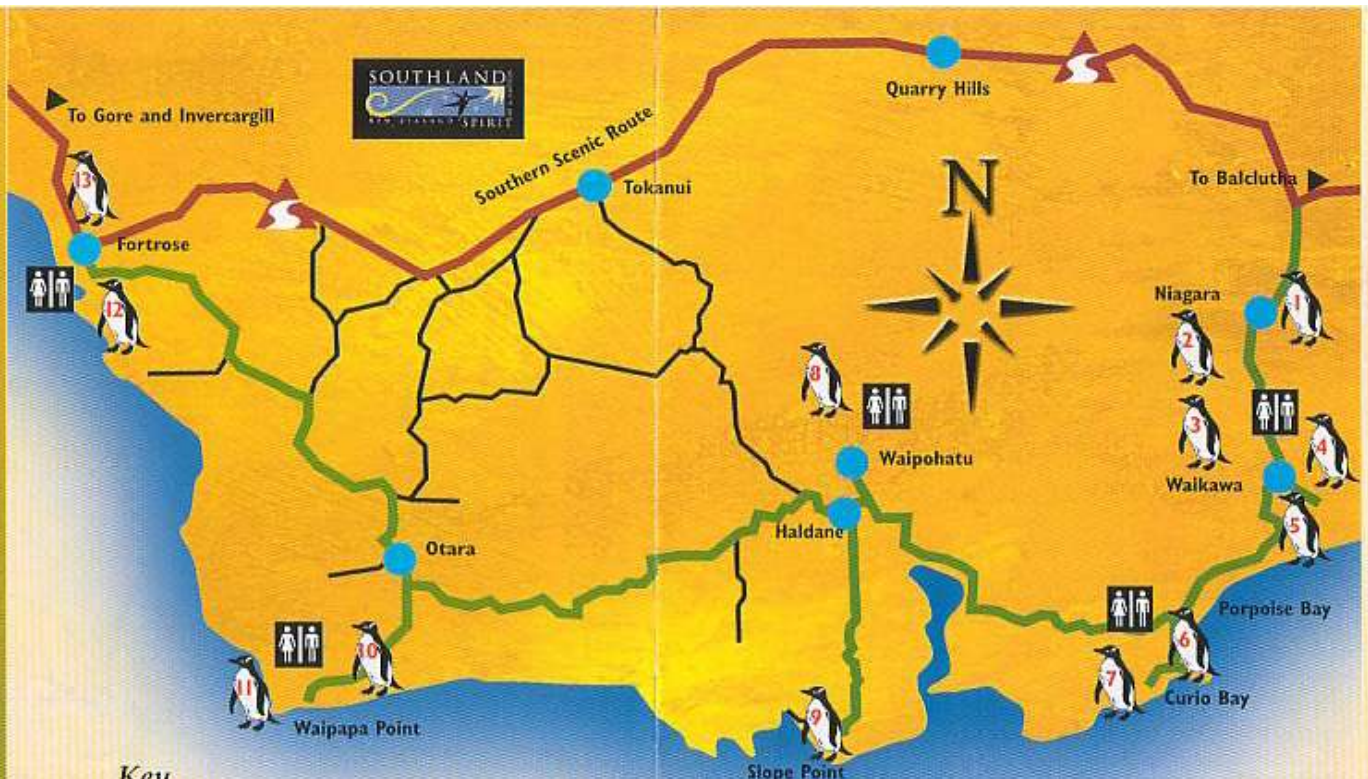 SOUTHLAND
SPIRIT
To Gore and Invercargill
Quarry Hills
Southern Scenic Route
Tokanui
N
To Balclutha
13
Fortrose
12
Niagara
1
2
8
3
4
Waipohatu
Waikawa
5
Haldane
Otara
Porpoise Bay
10
6
11
7
Curio Bay
Waipapa Point
9
Slope Point
Key